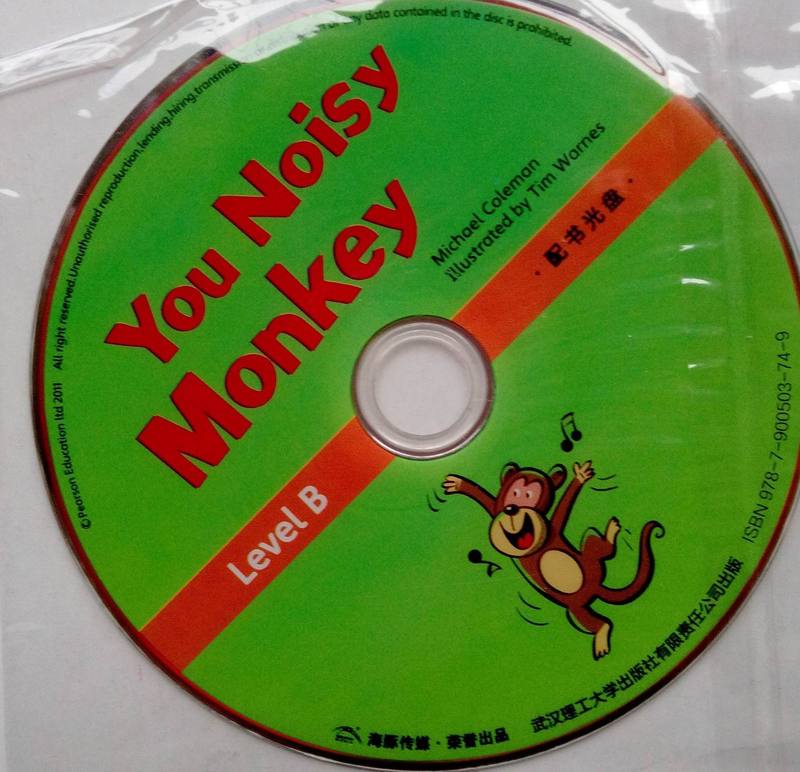 You Noisy
Monkey
Michael Coleman
Illustrated by Tim Warnes
· 配书光盘 ·
Level B
©Pearson Education ltd 2011 All right reserved.Unauthorised reproduction,lending,hiring,transmiss
any data contained in the disc is prohibited.
ISBN 978-7-900503-74-9
武汉理工大学出版社有限责任公司出版
海豚传媒·荣誉出品